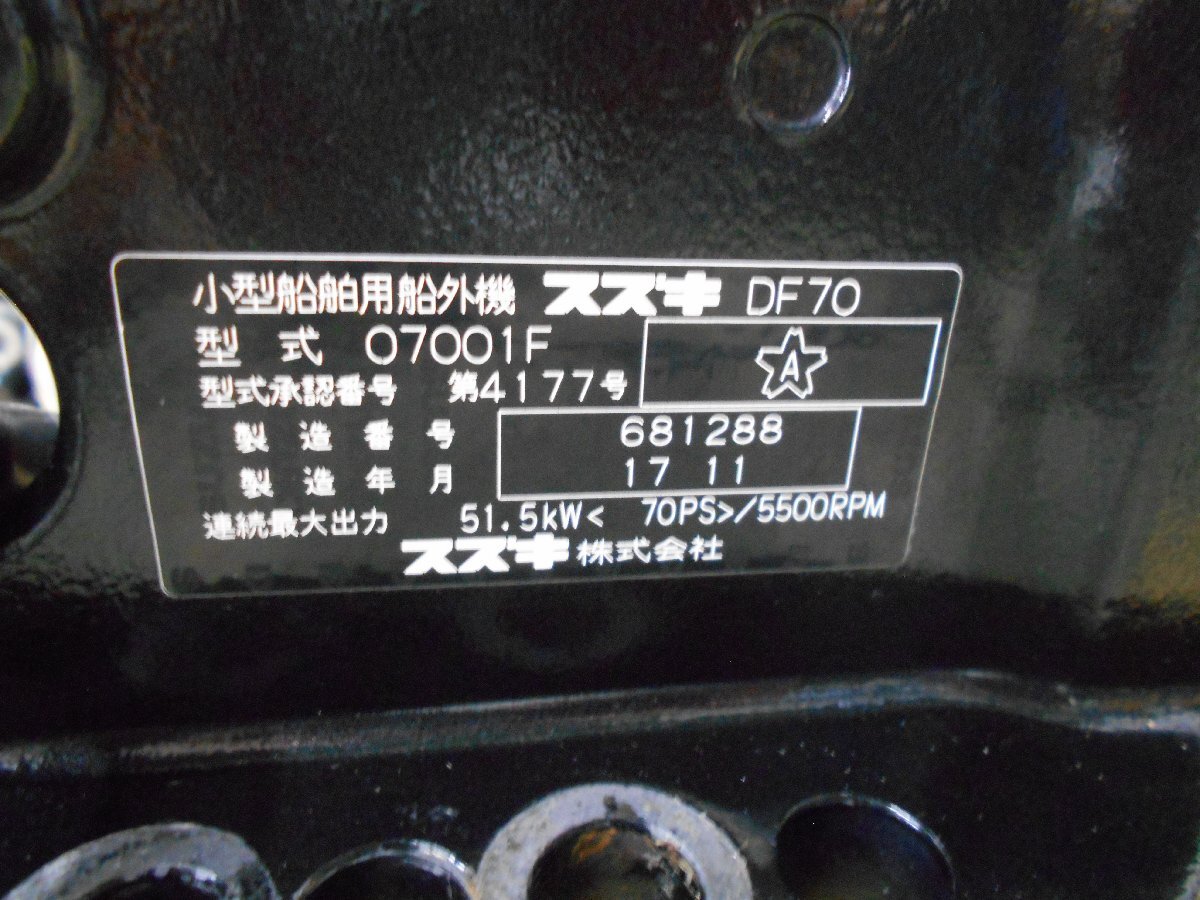 小型船舶用船外機 スズキ DF70
型式 07001F
A
型式承認番号 第4177号
製造番号 681288
製造年月 17 11
連続最大出力 51.5kW< 70PS>/5500RPM
スズキ株式会社